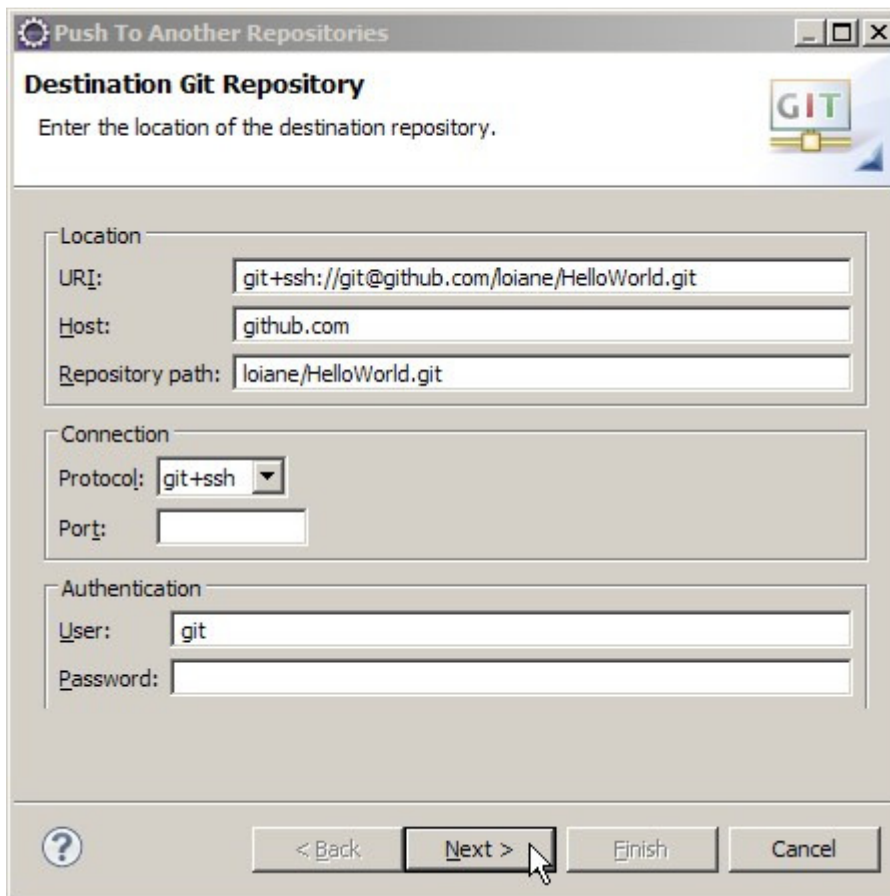 Push To Another Repositories
Destination Git Repository
Enter the location of the destination repository.
GIT
Location
URI: git+ssh://git@github.com/loiane/HelloWorld.git
Host: github.com
Repository path: loiane/HelloWorld.git
Connection
Protocol: git+ssh
Port:
Authentication
User: git
Password:
? < Back Next > Finish Cancel